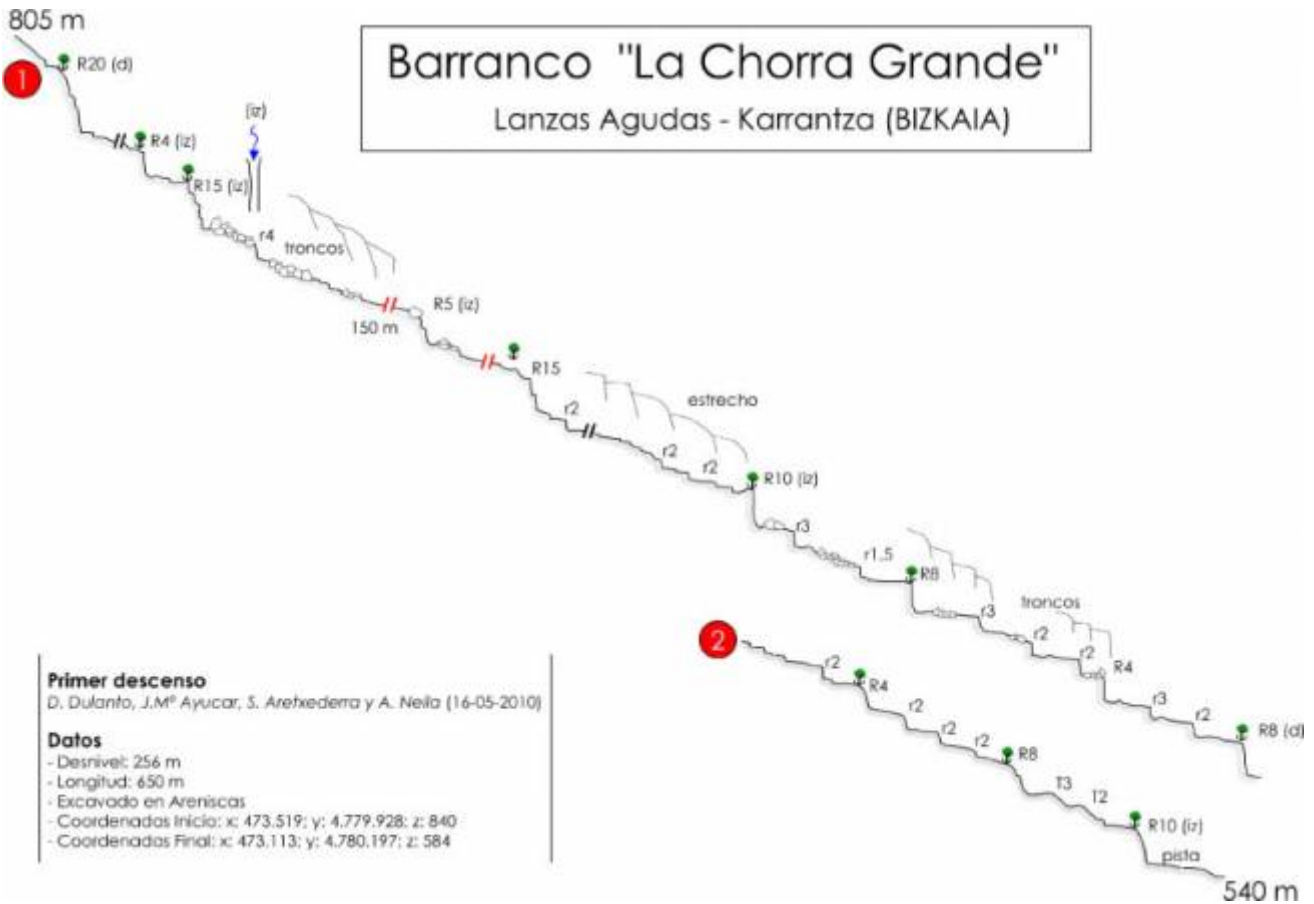 805 m
Barranco "La Chorra Grande"
Lanzas Agudas - Karrantza (BIZKAIA)
1
R20 (d)
(iz)
R4 (iz)
R15 (iz)
r4
troncos
150 m
R5 (iz)
R15
r2
estrecho
r2
r2
R10 (iz)
r3
r1.5
R8
r3
troncos
r2
r2
R4
r3
r2
R8 (d)
2
r2
R4
r2
r2
r2
R8
T3
T2
R10 (iz)
pista
540 m
Primer descenso
D. Dulanto, J.Mª Ayucar, S. Aretxederra y A. Neila (16-05-2010)
Datos
- Desnivel: 256 m
- Longitud: 650 m
- Excavado en Areniscas
- Coordenadas Inicio: x: 473.519; y: 4.779.928; z: 840
- Coordenadas Final: x: 473.113; y: 4.780.197; z: 584